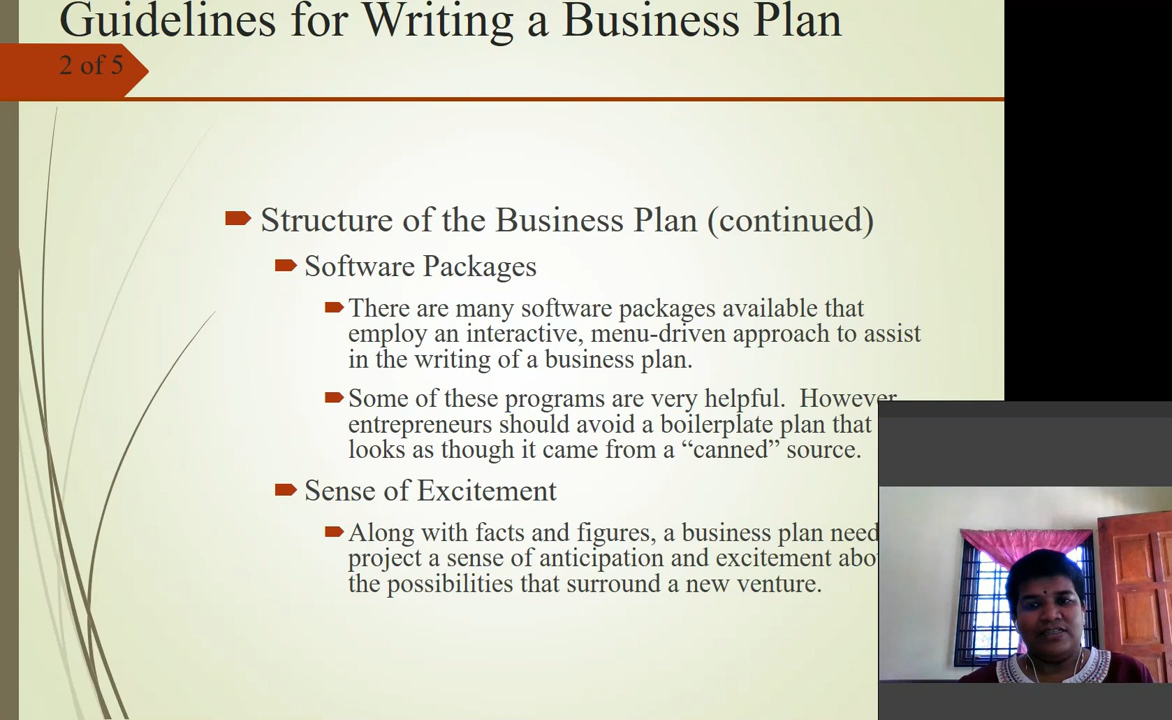 Guidelines for Writing a Business Plan
2 of 5
Structure of the Business Plan (continued)
Software Packages
There are many software packages available that
employ an interactive, menu-driven approach to assist
in the writing of a business plan.
Some of these programs are very helpful.  However
entrepreneurs should avoid a boilerplate plan that
looks as though it came from a “canned” source.
Sense of Excitement
Along with facts and figures, a business plan need
project a sense of anticipation and excitement abo
the possibilities that surround a new venture.